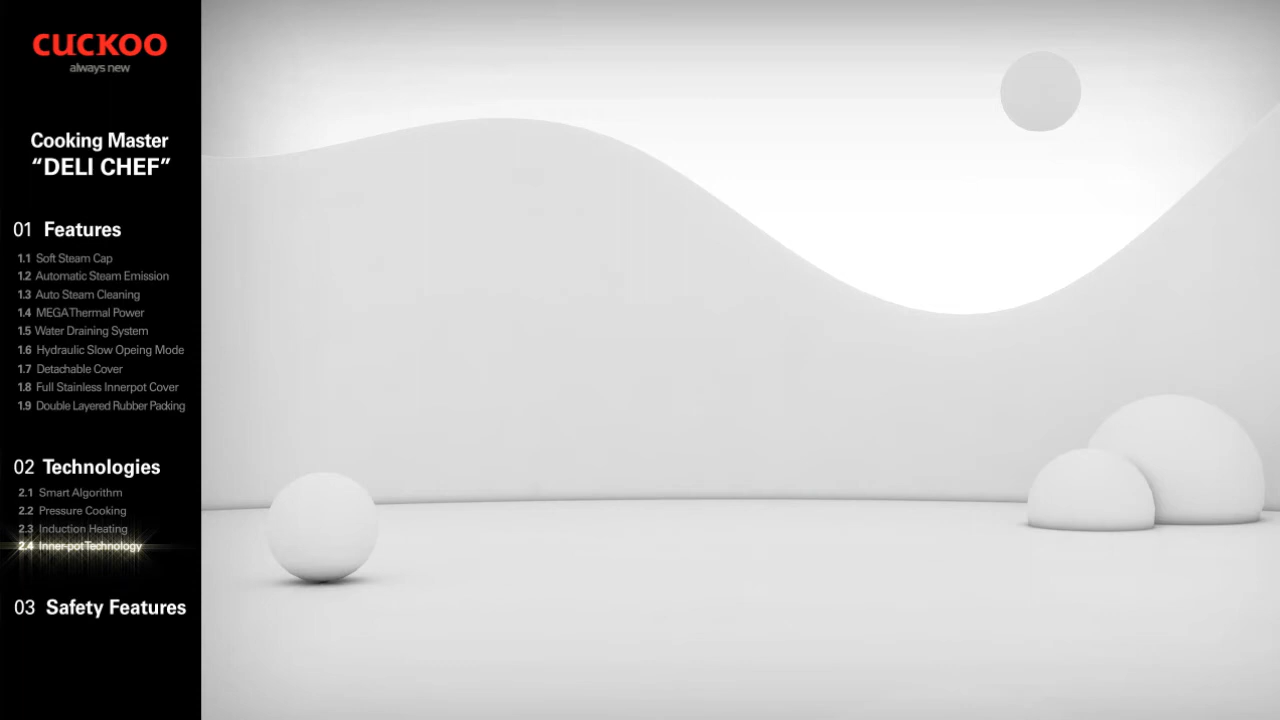 CUCKOO
always new
Cooking Master
“DELI CHEF”
01 Features
1.1 Soft Steam Cap
1.2 Automatic Steam Emission
1.3 Auto Steam Cleaning
1.4 MEGA Thermal Power
1.5 Water Draining System
1.6 Hydraulic Slow Opeing Mode
1.7 Detachable Cover
1.8 Full Stainless Innerpot Cover
1.9 Double Layered Rubber Packing
02 Technologies
2.1 Smart Algorithm
2.2 Pressure Cooking
2.3 Induction Heating
2.4 Inner-pot Technology
03 Safety Features